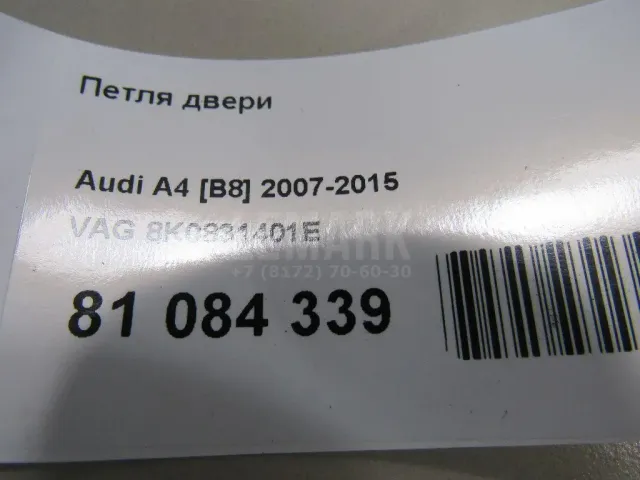 Петля двери
Audi A4 [B8] 2007-2015
VAG 8K0831401E
+7 (8172) 70-60-30
81 084 339